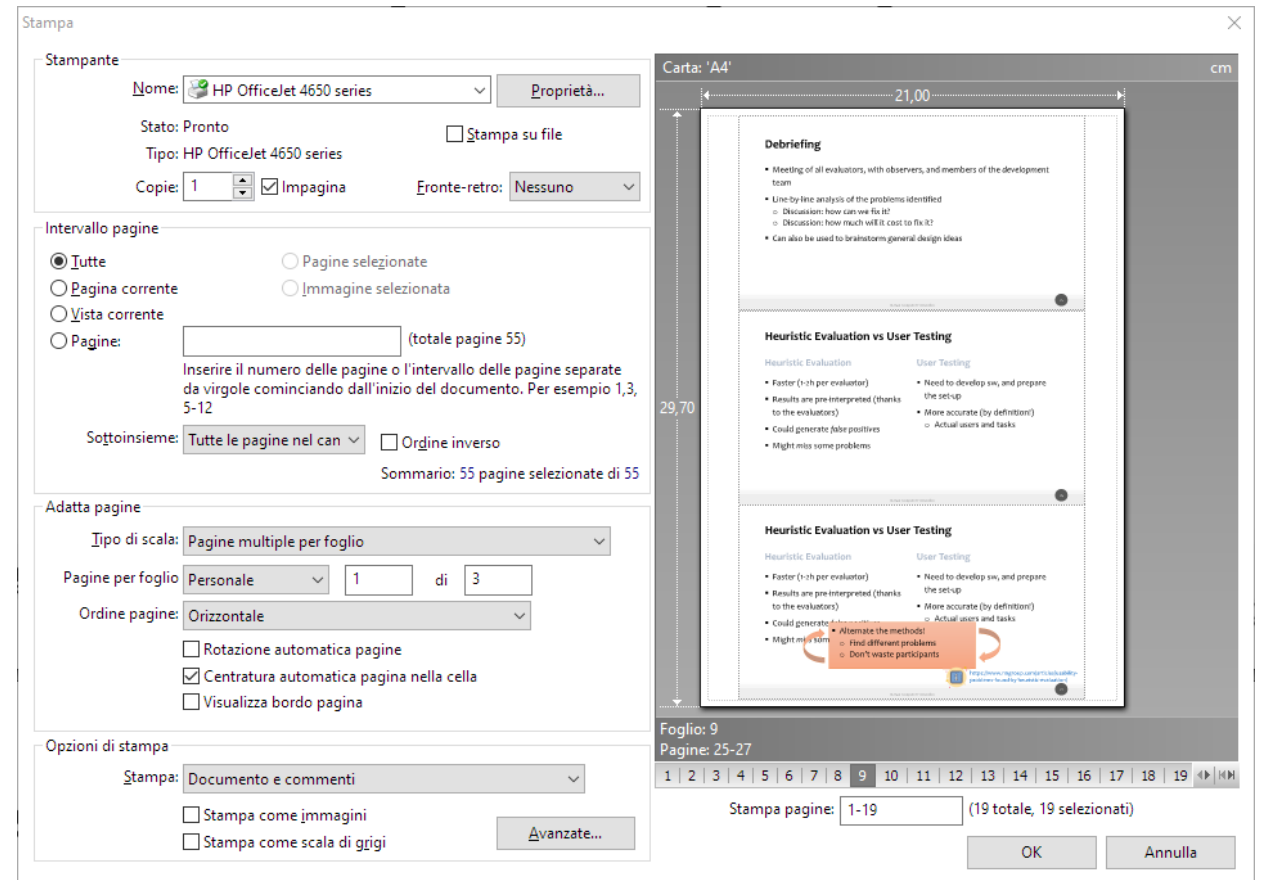 Stampa
Stampante
Nome: HP OfficeJet 4650 series
Proprietà...
Stato: Pronto
Stampa su file
Tipo: HP OfficeJet 4650 series
Copie: 1
Impagina
Fronte-retro: Nessuno
Intervallo pagine
Tutte
Pagine selezionate
Pagina corrente
Immagine selezionata
Vista corrente
Pagine:
(totale pagine 55)
Inserire il numero delle pagine o l'intervallo delle pagine separate
da virgole cominciando dall'inizio del documento. Per esempio 1,3,
5-12
Sottoinsieme: Tutte le pagine nel can
Ordine inverso
Sommario: 55 pagine selezionate di 55
Adatta pagine
Tipo di scala: Pagine multiple per foglio
Pagine per foglio Personale 1 di 3
Ordine pagine: Orizzontale
Rotazione automatica pagine
Centratura automatica pagina nella cella
Visualizza bordo pagina
Opzioni di stampa
Stampa: Documento e commenti
Stampa come immagini
Stampa come scala di grigi
Avanzate...
Carta: 'A4'
cm
21,00
29,70
Debriefing
Meeting of all evaluators, with observers, and members of the development
team
Line-by-line analysis of the problems identified
Discussion: how can we fix it?
Discussion: how much will it cost to fix it?
Can also be used to brainstorm general design ideas
Heuristic Evaluation vs User Testing
Heuristic Evaluation
Faster (1-2h per evaluator)
Results are pre-interpreted (thanks
to the evaluators)
Could generate false positives
Might miss some problems
User Testing
Need to develop sw, and prepare
the set-up
More accurate (by definition!)
Actual users and tasks
Heuristic Evaluation vs User Testing
Heuristic Evaluation
Faster (1-2h per evaluator)
Results are pre-interpreted (thanks
to the evaluators)
Could generate
Might miss som
User Testing
Need to develop sw, and prepare
the set-up
More accurate (by definition!)
Actual users and tasks
Alternate the methods!
Find different problems
Don't waste participants
Foglio: 9
Pagine: 25-27
1 2 3 4 5 6 7 8 9 10 11 12 13 14 15 16 17 18 19
Stampa pagine: 1-19
(19 totale, 19 selezionati)
OK
Annulla